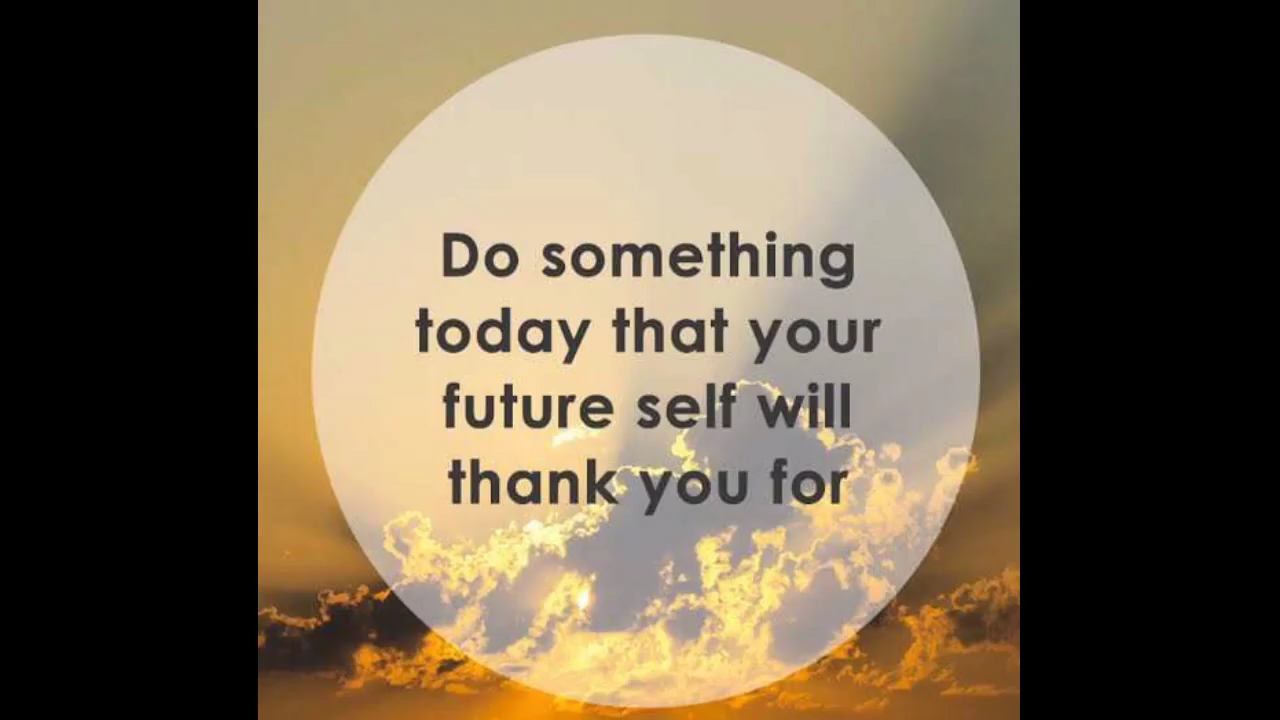 Do something
today that your
future self will
thank you for